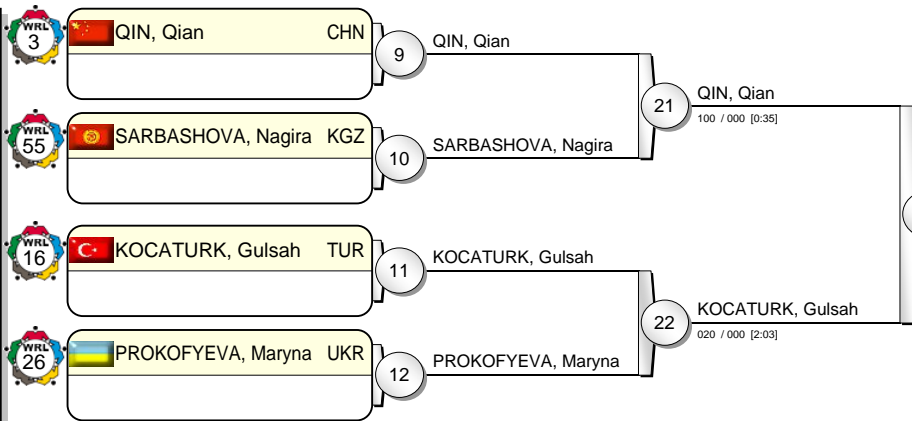 WRL
3
QIN, Qian CHN
9
QIN, Qian
21
QIN, Qian
100 / 000 [0:35]
WRL
55
SARBASHOVA, Nagira KGZ
10
SARBASHOVA, Nagira
WRL
16
KOCATURK, Gulsah TUR
11
KOCATURK, Gulsah
22
KOCATURK, Gulsah
020 / 000 [2:03]
WRL
26
PROKOFYEVA, Maryna UKR
12
PROKOFYEVA, Maryna